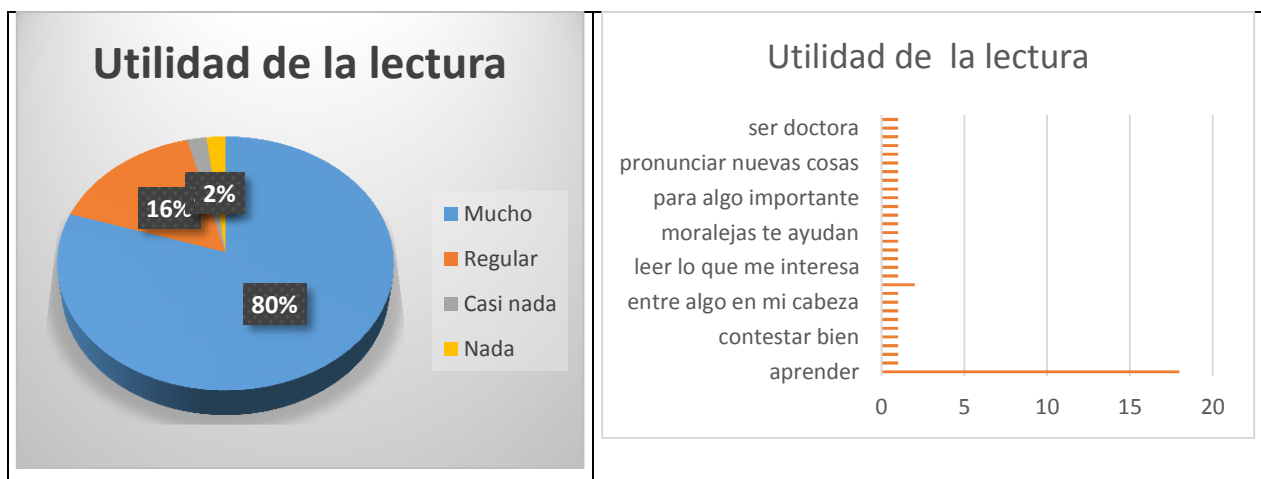 Utilidad de la lectura
16%
2%
80%
Mucho
Regular
Casi nada
Nada
Utilidad de  la lectura
ser doctora
pronunciar nuevas cosas
para algo importante
moralejas te ayudan
leer lo que me interesa
entre algo en mi cabeza
contestar bien
aprender
0 5 10 15 20